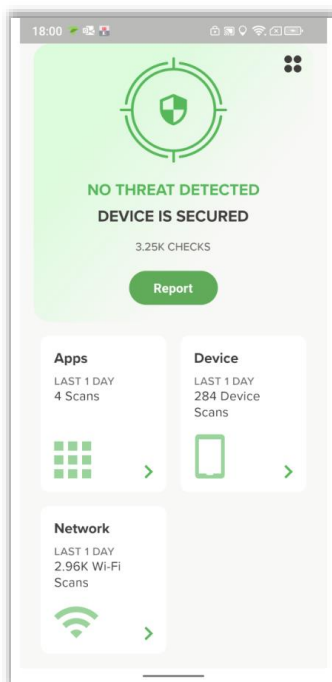 18:00
NO THREAT DETECTED
DEVICE IS SECURED
3.25K CHECKS
Report
Apps
LAST 1 DAY
4 Scans
Device
LAST 1 DAY
284 Device
Scans
Network
LAST 1 DAY
2.96K Wi-Fi
Scans